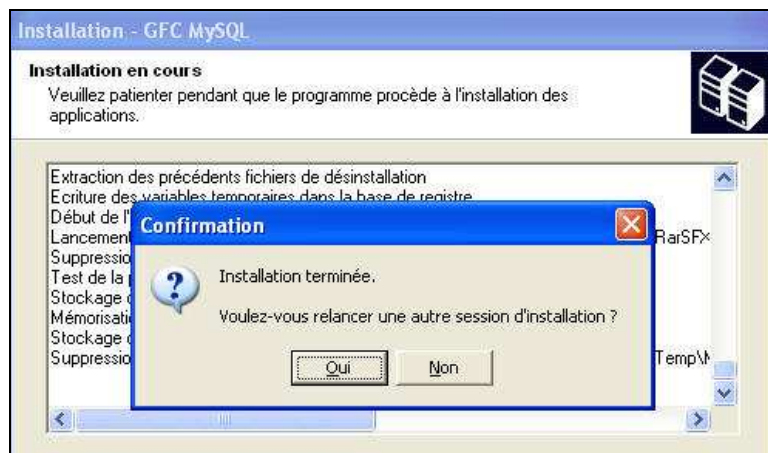 Installation - GFC MySQL
Installation en cours
Veuillez patienter pendant que le programme procède à l'installation des
applications.
Extraction des précédents fichiers de désinstallation
Ecriture des variables temporaires dans la base de registre
Début de l'
Lancement
RarSFX
Suppressio
Test de la
Stockage
Mémorisati
Stockage
Suppressio
Temp\
Confirmation
Installation terminée.
Voulez-vous relancer une autre session d'installation ?
Oui
Non